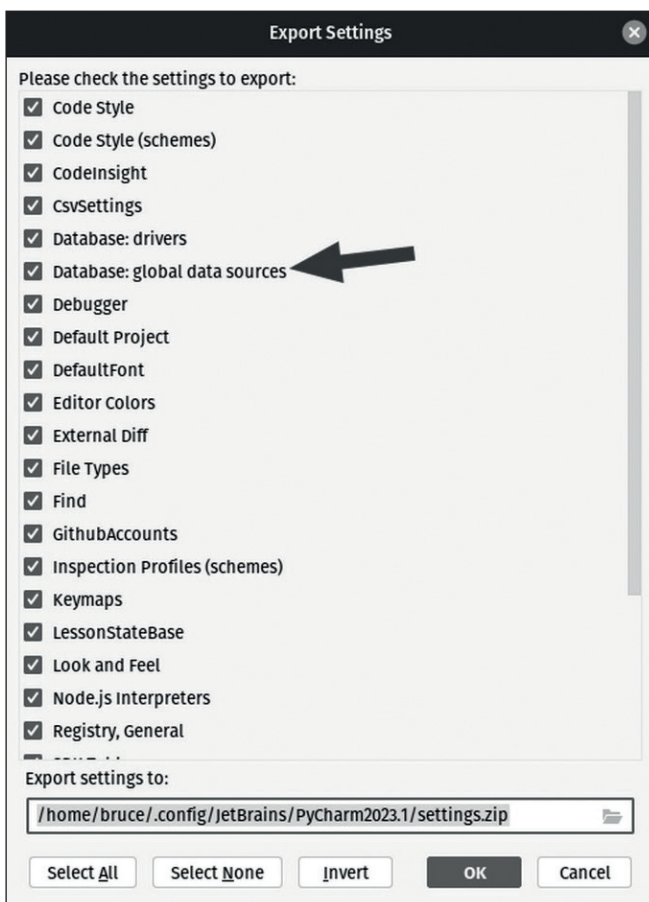 Export Settings
Please check the settings to export:
Code Style
Code Style (schemes)
CodeInsight
CsvSettings
Database: drivers
Database: global data sources
Debugger
Default Project
DefaultFont
Editor Colors
External Diff
File Types
Find
GithubAccounts
Inspection Profiles (schemes)
Keymaps
LessonStateBase
Look and Feel
Node.js Interpreters
Registry, General
Export settings to:
/home/bruce/.config/JetBrains/PyCharm2023.1/settings.zip
Select All Select None Invert OK Cancel